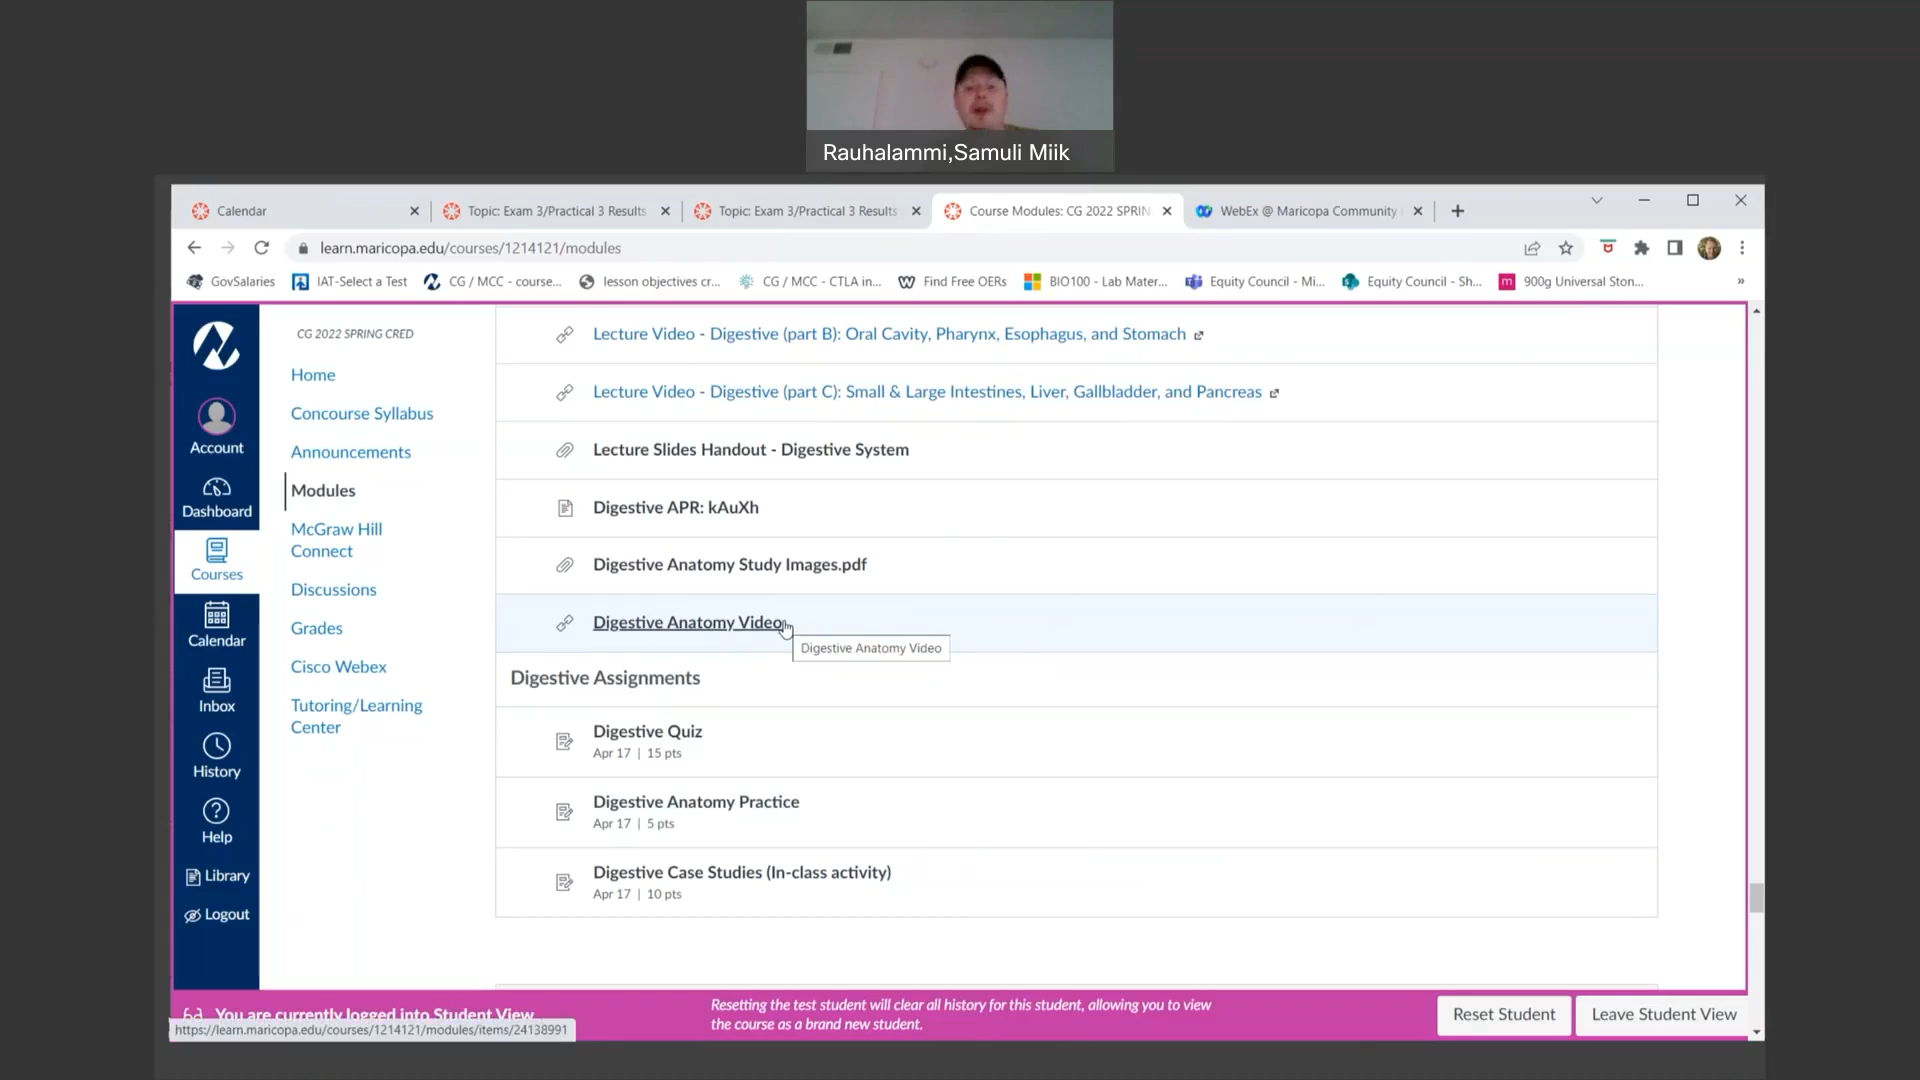 Rauhalammi,Samuli Miik
Calendar
Topic: Exam 3/Practical 3 Results
Topic: Exam 3/Practical 3 Results
Course Modules: CG 2022 SPRIN
WebEx @ Maricopa Community
learn.maricopa.edu/courses/1214121/modules
GovSalaries
IAT-Select a Test
CG / MCC - course...
lesson objectives cr...
CG / MCC - CTLA in...
Find Free OERs
BIO100 - Lab Mater...
Equity Council - Mi...
Equity Council - Sh...
900g Universal Ston...
»
Account
Dashboard
Courses
Calendar
Inbox
History
Help
Library
Logout
CG 2022 SPRING CRED
Home
Concourse Syllabus
Announcements
Modules
McGraw Hill
Connect
Discussions
Grades
Cisco Webex
Tutoring/Learning
Center
Lecture Video - Digestive (part B): Oral Cavity, Pharynx, Esophagus, and Stomach
Lecture Video - Digestive (part C): Small & Large Intestines, Liver, Gallbladder, and Pancreas
Lecture Slides Handout - Digestive System
Digestive APR: kAuXh
Digestive Anatomy Study Images.pdf
Digestive Anatomy Video
Digestive Anatomy Video
Digestive Assignments
Digestive Quiz
Apr 17 | 15 pts
Digestive Anatomy Practice
Apr 17 | 5 pts
Digestive Case Studies (In-class activity)
Apr 17 | 10 pts
You are currently logged into Student View
https://learn.maricopa.edu/courses/1214121/modules/items/24138991
Resetting the test student will clear all history for this student, allowing you to view
the course as a brand new student.
Reset Student
Leave Student View